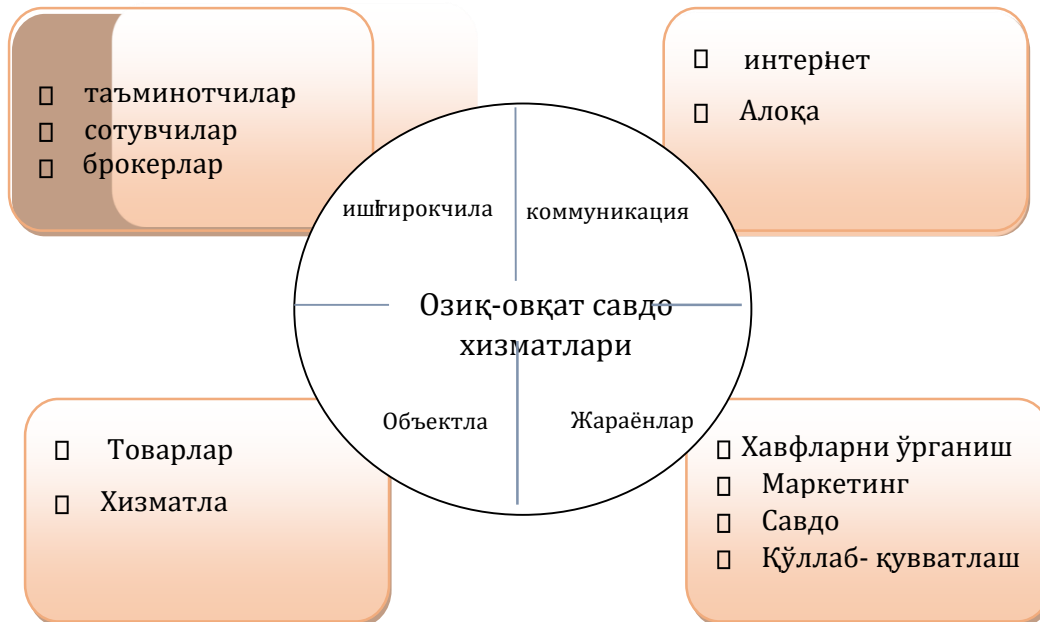 таъминотчилар
сотувчилар
брокерлар
интернет
Алоқа
иштирокчила
коммуникация
Озиқ-овқат савдо
хизматлари
Объектла
Жараёнлар
Товарлар
Хизматла
Хавфларни ўрганиш
Маркетинг
Савдо
Қўллаб- қувватлаш